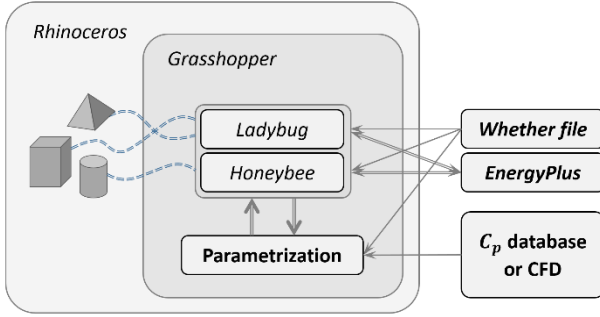 Rhinoceros
Grasshopper
Ladybug
Honeybee
Parametrization
Whether file
EnergyPlus
Cₚ database
or CFD